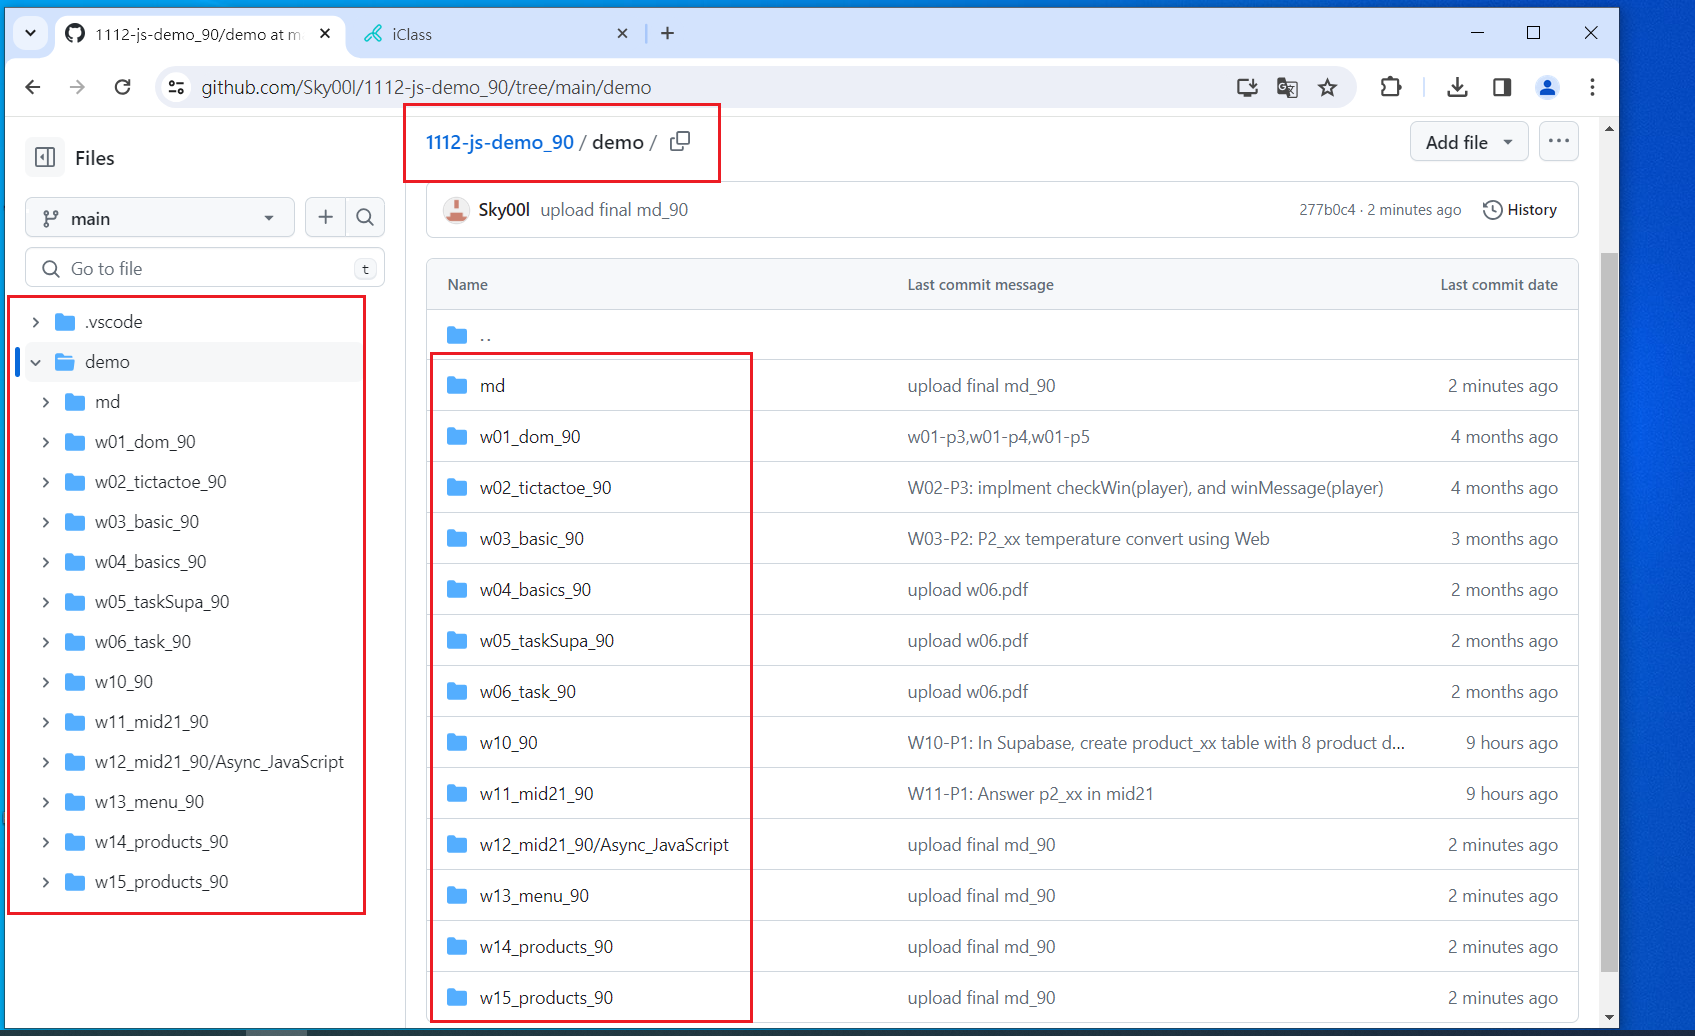 1112-js-demo_90/demo at m
iClass
github.com/Sky00l/1112-js-demo_90/tree/main/demo
Files
main
Go to file
t
.vscode
demo
md
w01_dom_90
w02_tictactoe_90
w03_basic_90
w04_basics_90
w05_taskSupa_90
w06_task_90
w10_90
w11_mid21_90
w12_mid21_90/Async_JavaScript
w13_menu_90
w14_products_90
w15_products_90
1112-js-demo_90 / demo /
Add file
Sky00l upload final md_90 277b0c4 · 2 minutes ago History
Name Last commit message Last commit date
..
md upload final md_90 2 minutes ago
w01_dom_90 w01-p3,w01-p4,w01-p5 4 months ago
w02_tictactoe_90 W02-P3: implment checkWin(player), and winMessage(player) 4 months ago
w03_basic_90 W03-P2: P2_xx temperature convert using Web 3 months ago
w04_basics_90 upload w06.pdf 2 months ago
w05_taskSupa_90 upload w06.pdf 2 months ago
w06_task_90 upload w06.pdf 2 months ago
w10_90 W10-P1: In Supabase, create product_xx table with 8 product d... 9 hours ago
w11_mid21_90 W11-P1: Answer p2_xx in mid21 9 hours ago
w12_mid21_90/Async_JavaScript upload final md_90 2 minutes ago
w13_menu_90 upload final md_90 2 minutes ago
w14_products_90 upload final md_90 2 minutes ago
w15_products_90 upload final md_90 2 minutes ago